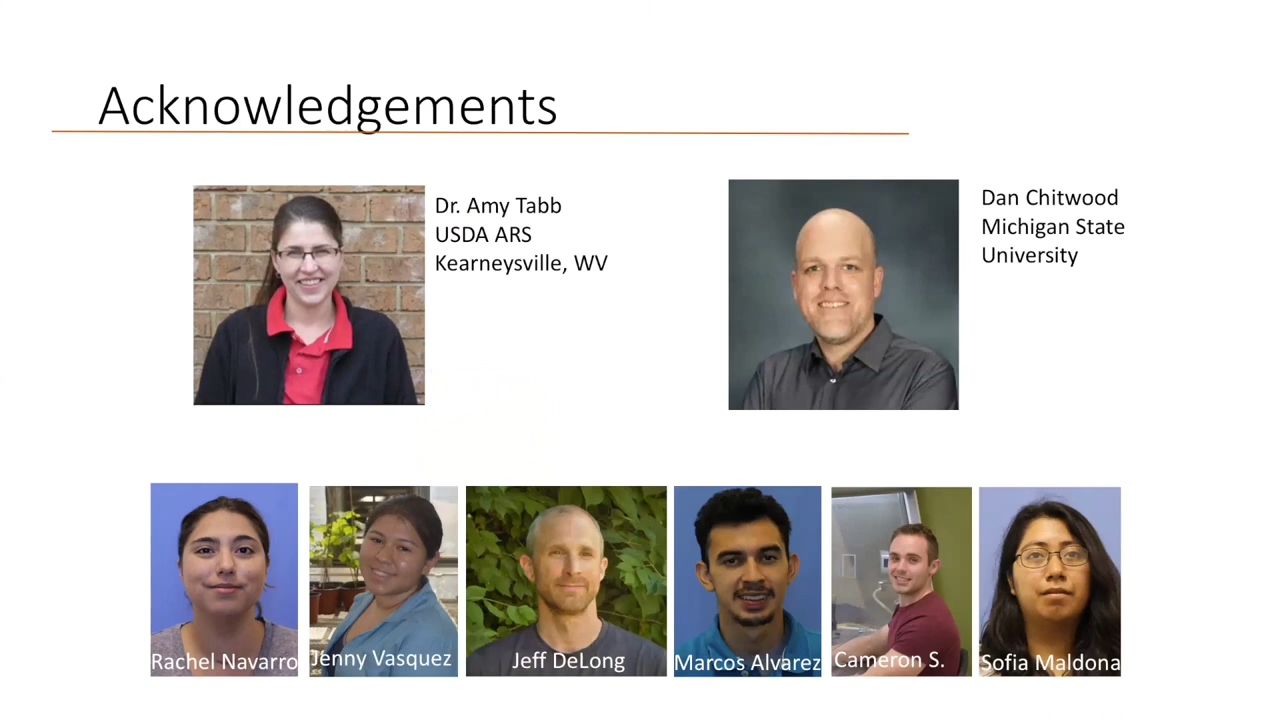 Acknowledgements
Dr. Amy Tabb
USDA ARS
Kearneysville, WV
Dan Chitwood
Michigan State
University
Rachel Navarro
Jenny Vasquez
Jeff DeLong
Marcos Alvarez
Cameron S.
Sofia Maldona